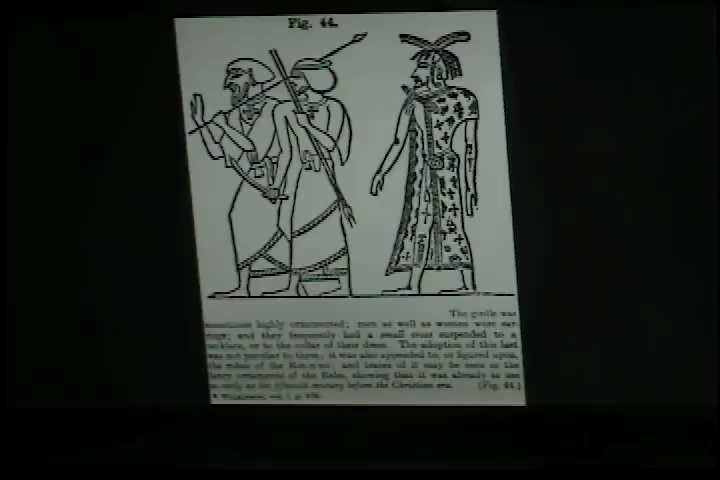 Fig. 44.
The girdle was
sometimes highly ornamented; men as well as women wore ear-
rings; and they frequently had a small cross suspended to a
necklace, or to the collar of their dress. The adoption of this last
was not peculiar to them; it was also appended to, or figured upon,
the robes of the Rot-n-no; and traces of it may be seen in the
fancy ornaments of the Rebo, showing that it was already in use
as early as the fifteenth century before the Christian era. (Fig. 44.)